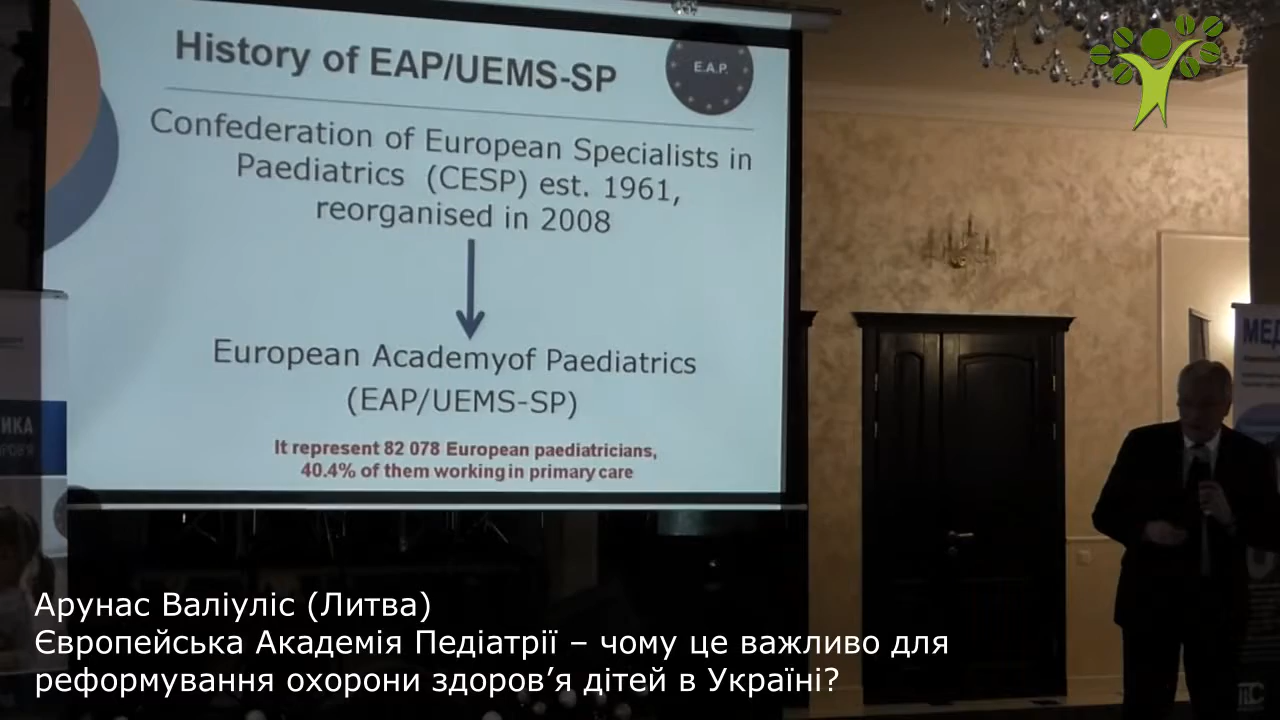 History of EAP/UEMS-SP
E.A.P.
Confederation of European Specialists in
Paediatrics (CESP) est. 1961,
reorganised in 2008
European Academyof Paediatrics
(EAP/UEMS-SP)
It represent 82 078 European paediatricians,
40.4% of them working in primary care
МЕД
ИКА
Арунас Валіуліс (Литва)
Європейська Академія Педіатрії – чому це важливо для
реформування охорони здоров’я дітей в Україні?